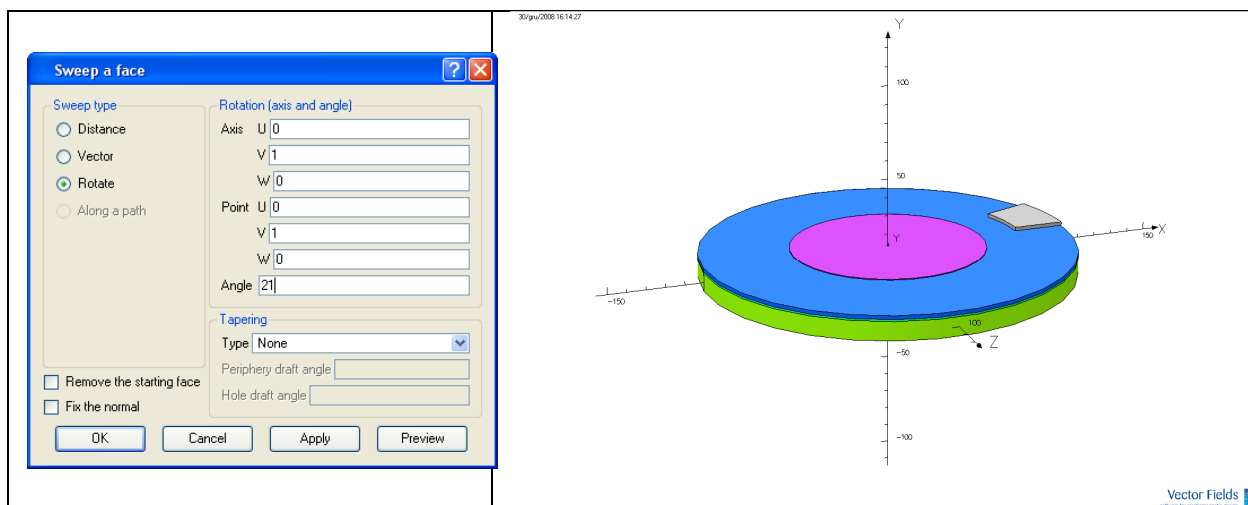 Sweep a face
Sweep type
Distance
Vector
Rotate
Along a path
Remove the starting face
Fix the normal
Rotation (axis and angle)
Axis U 0
V 1
W 0
Point U 0
V 1
W 0
Angle 21
Tapering
Type None
Periphery draft angle
Hole draft angle
OK Cancel Apply Preview
30/gru/2008 16:14:27
Y
100
50
150 X
Y
-150
100
Z
-50
-100
Vector Fields